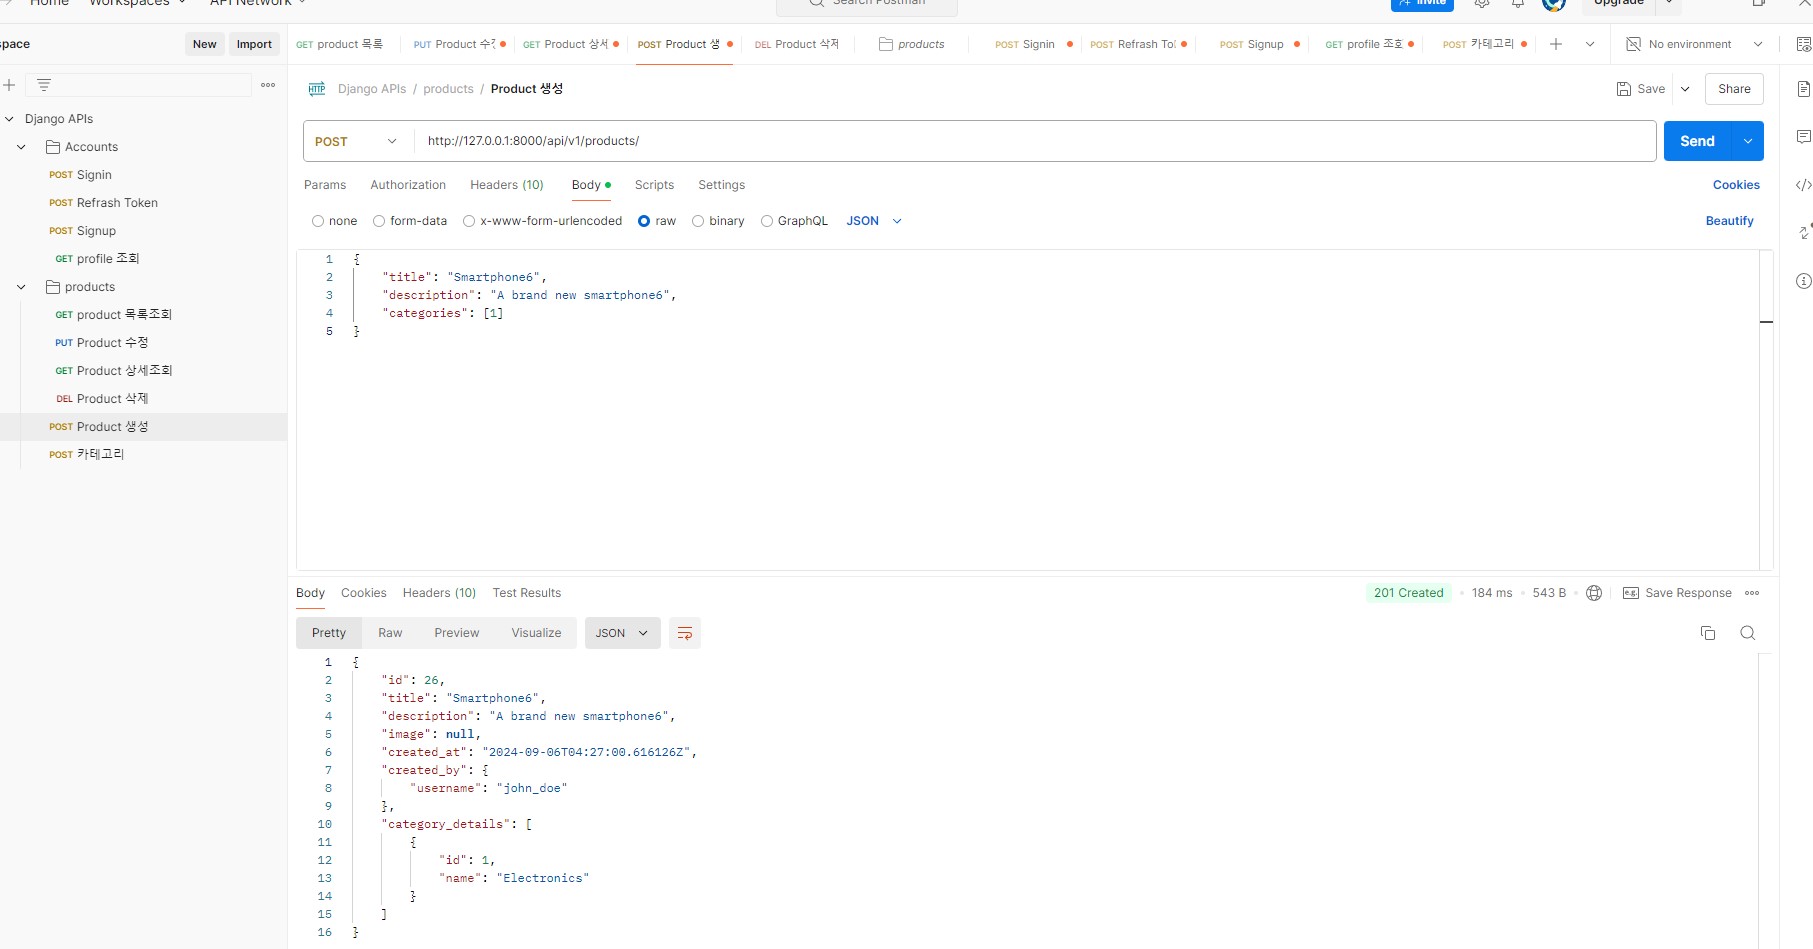 Home Workspaces API Network Search Postman Invite Upgrade
space New Import GET product 목록 PUT Product 수정 GET Product 상세 POST Product 생 DEL Product 삭제 products POST Signin POST Refrash To POST Signup GET profile 조회 POST 카테고리 No environment
Django APIs / products / Product 생성 Save Share
Django APIs
Accounts
POST Signin
POST Refrash Token
POST Signup
GET profile 조회
products
GET product 목록조회
PUT Product 수정
GET Product 상세조회
DEL Product 삭제
POST Product 생성
POST 카테고리
POST http://127.0.0.1:8000/api/v1/products/ Send
Params Authorization Headers (10) Body Scripts Settings Cookies
none form-data x-www-form-urlencoded raw binary GraphQL JSON Beautify
1 {
2 "title": "Smartphone6",
3 "description": "A brand new smartphone6",
4 "categories": [1]
5 }
Body Cookies Headers (10) Test Results 201 Created 184 ms 543 B e.g. Save Response
Pretty Raw Preview Visualize JSON
1 {
2 "id": 26,
3 "title": "Smartphone6",
4 "description": "A brand new smartphone6",
5 "image": null,
6 "created_at": "2024-09-06T04:27:00.616126Z",
7 "created_by": {
8 "username": "john_doe"
9 },
10 "category_details": [
11 {
12 "id": 1,
13 "name": "Electronics"
14 }
15 ]
16 }